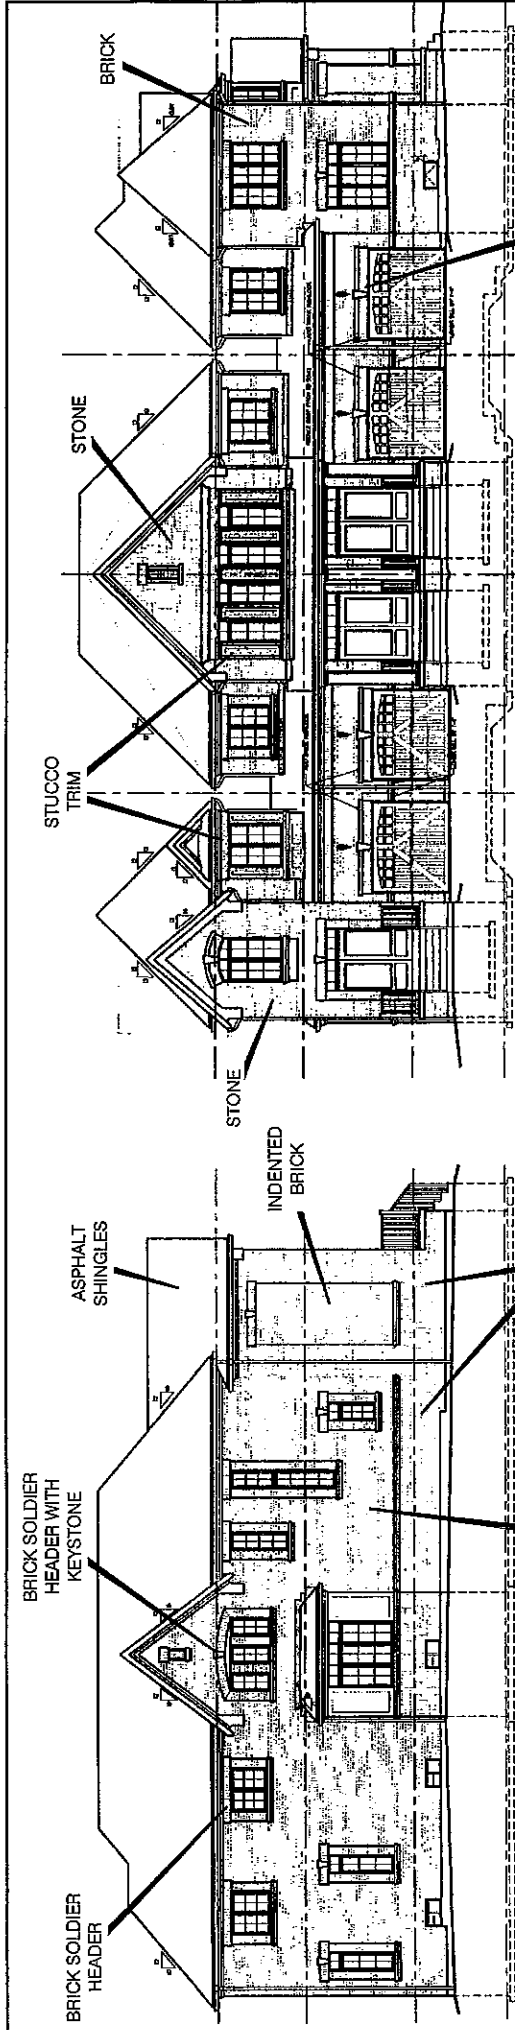 BRICK SOLDIER
HEADER
BRICK SOLDIER
HEADER WITH
KEYSTONE
ASPHALT
SHINGLES
INDENTED
BRICK
STONE
STUCCO
TRIM
STONE
BRICK